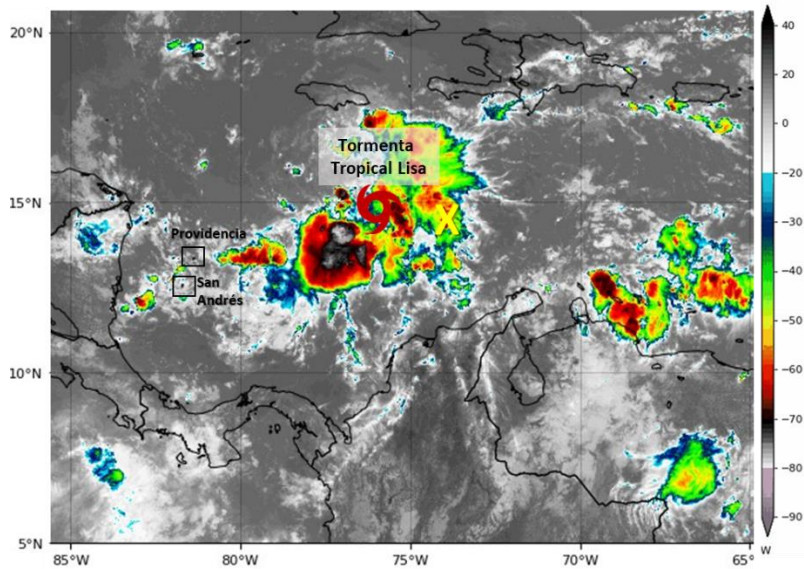 20°N
15°N
10°N
5°N
85°W
80°W
75°W
70°W
65°
W
Tormenta
Tropical Lisa
X
Providencia
San
Andrés
40
20
0
−20
−30
−40
−50
−60
−70
−80
−90